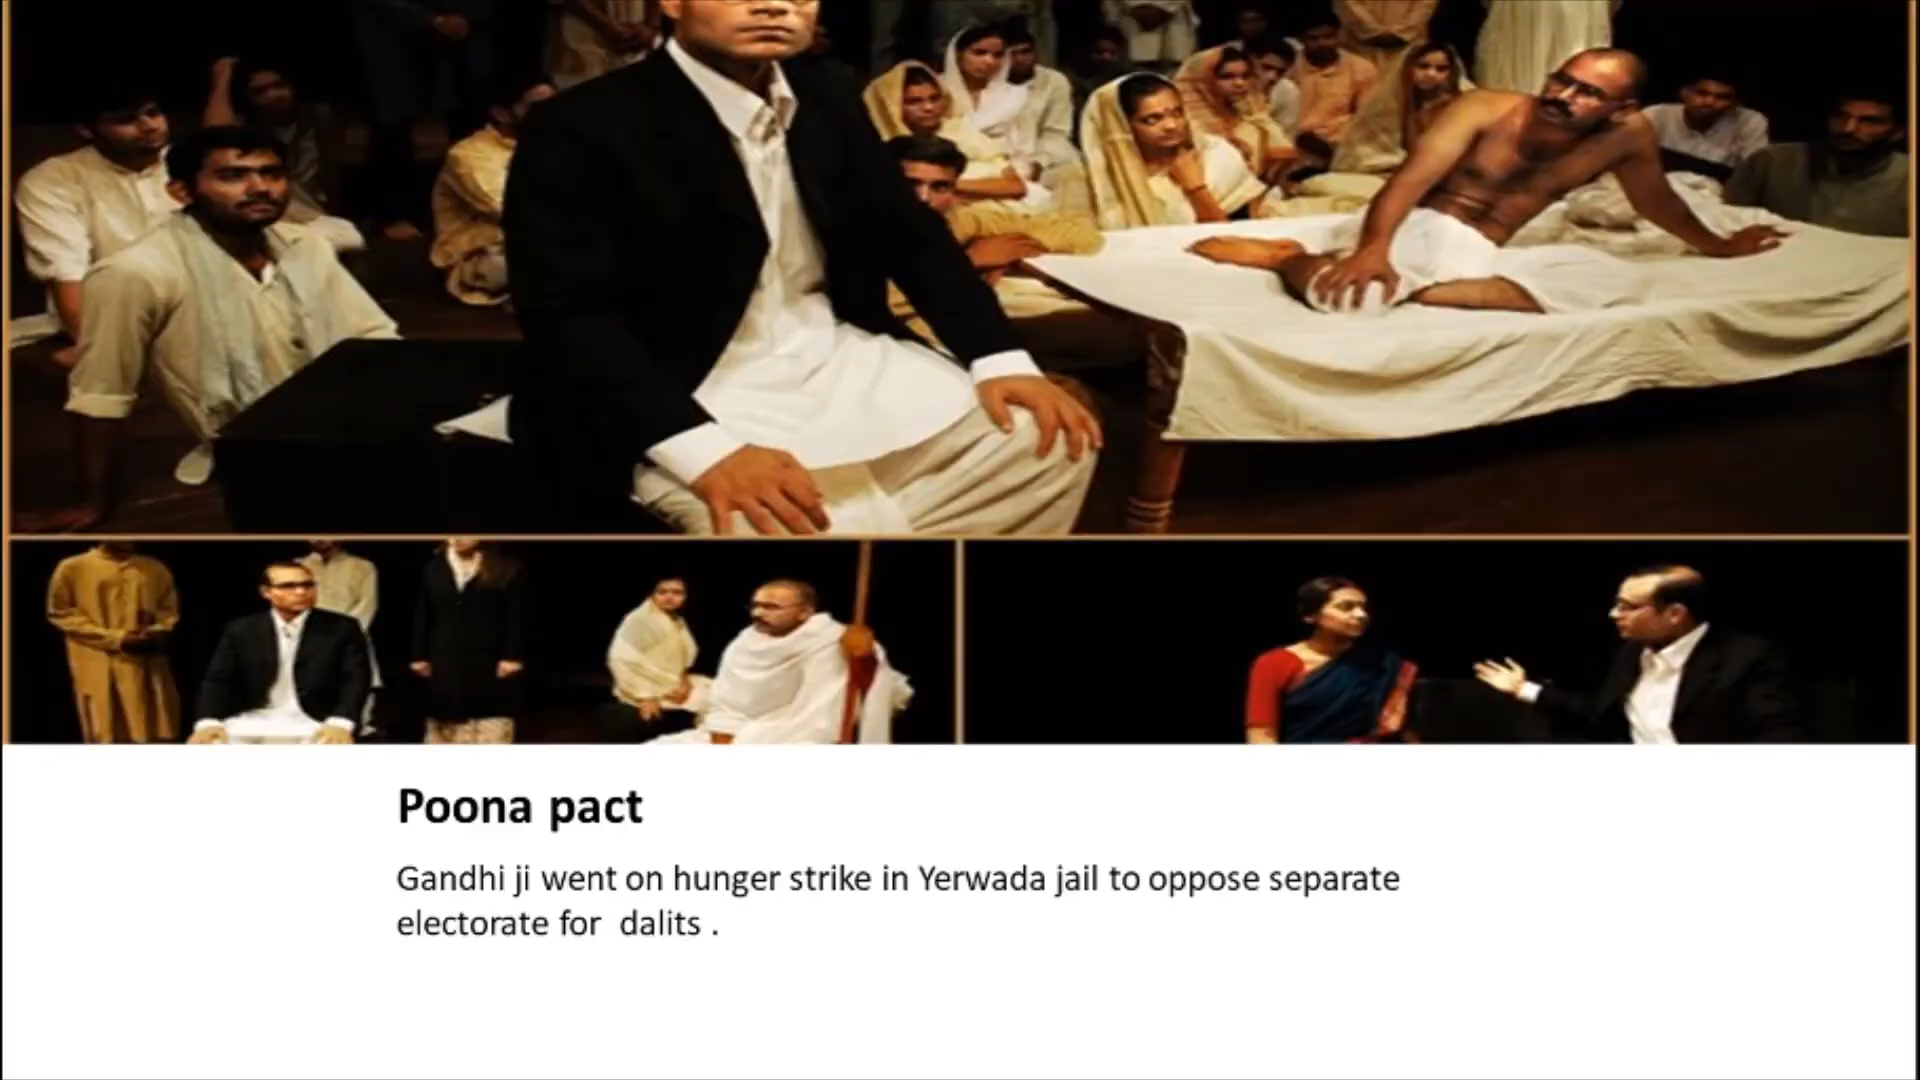 Poona pact
Gandhi ji went on hunger strike in Yerwada jail to oppose separate
electorate for  dalits .